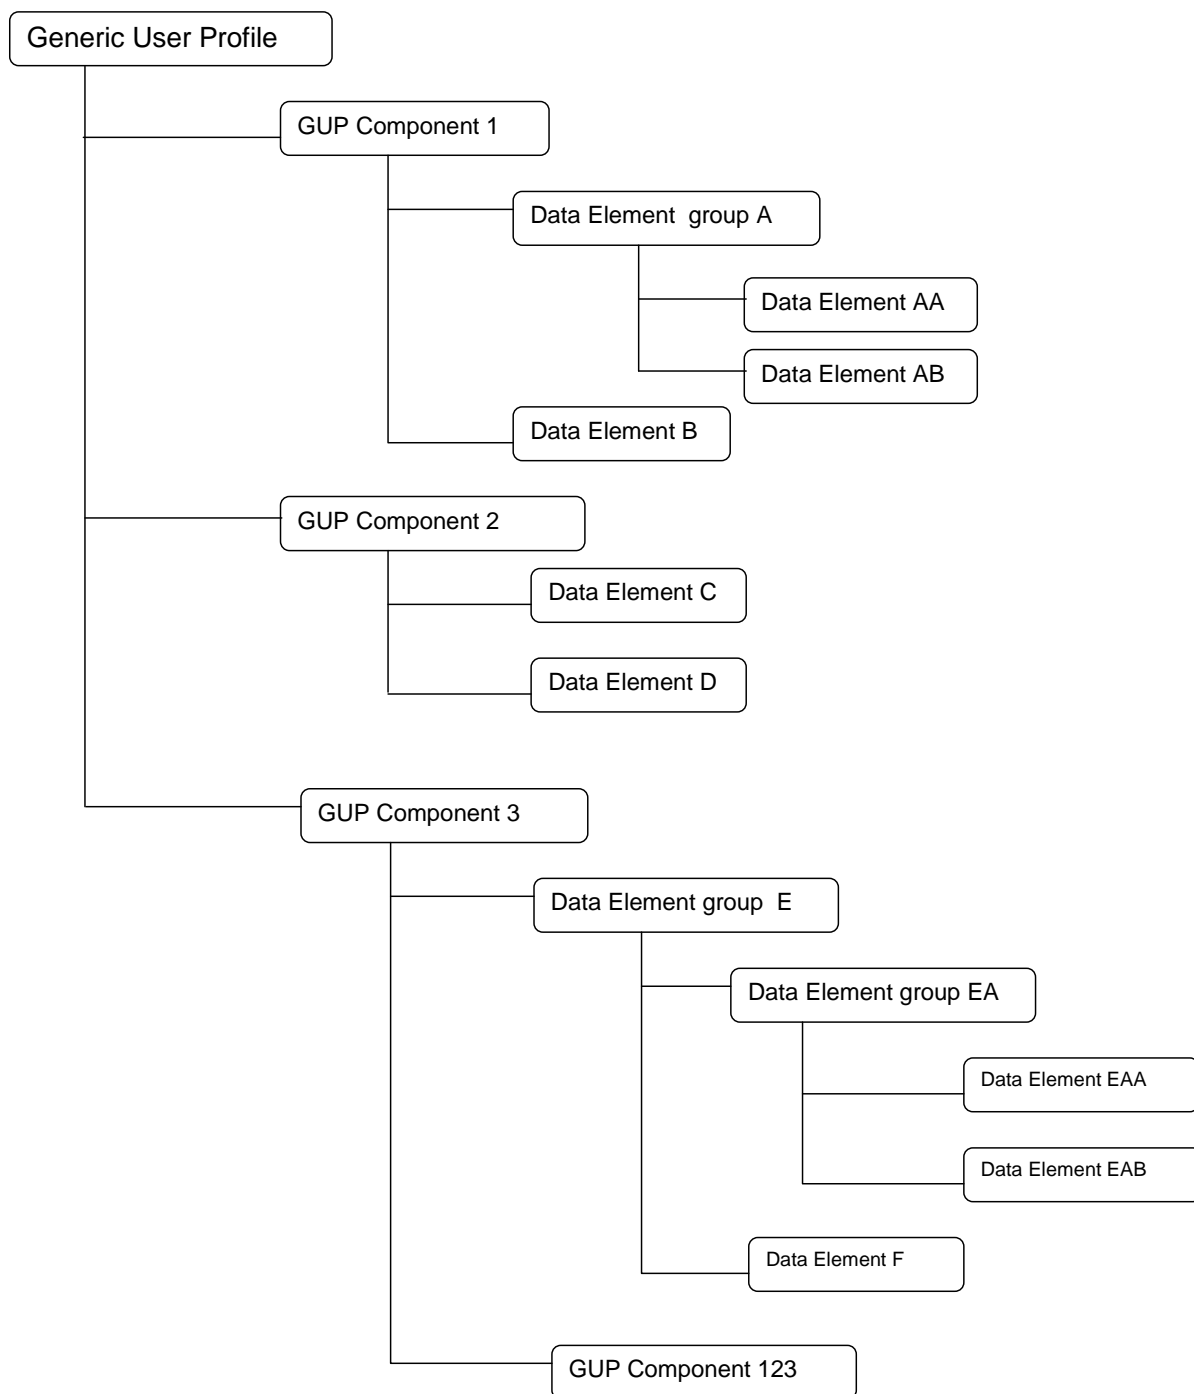 Generic User Profile
GUP Component 1
Data Element  group A
Data Element AA
Data Element AB
Data Element B
GUP Component 2
Data Element C
Data Element D
GUP Component 3
Data Element group  E
Data Element group EA
Data Element EAA
Data Element EAB
Data Element F
GUP Component 123